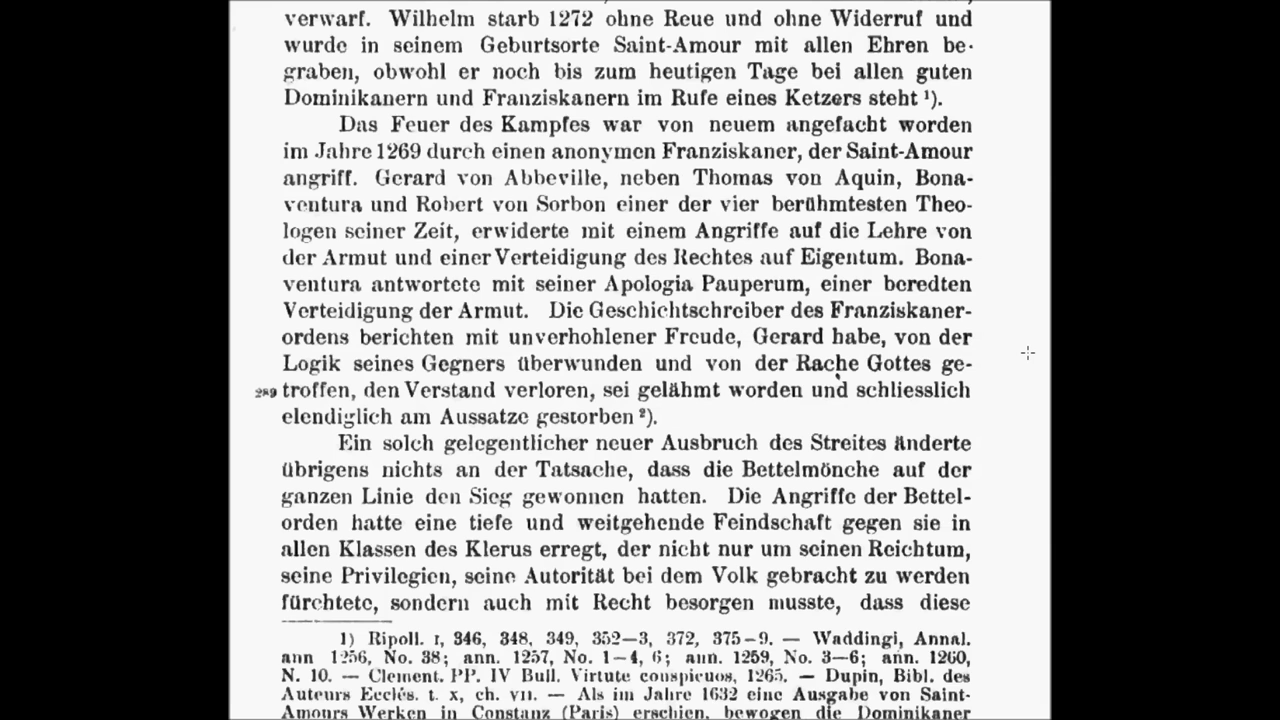 verwarf. Wilhelm starb 1272 ohne Reue und ohne Widerruf und
wurde in seinem Geburtsorte Saint-Amour mit allen Ehren be-
graben, obwohl er noch bis zum heutigen Tage bei allen guten
Dominikanern und Franziskanern im Rufe eines Ketzers steht ¹).
Das Feuer des Kampfes war von neuem angefacht worden
im Jahre 1269 durch einen anonymen Franziskaner, der Saint-Amour
angriff. Gerard von Abbeville, neben Thomas von Aquin, Bona-
ventura und Robert von Sorbon einer der vier berühmtesten Theo-
logen seiner Zeit, erwiderte mit einem Angriffe auf die Lehre von
der Armut und einer Verteidigung des Rechtes auf Eigentum. Bona-
ventura antwortete mit seiner Apologia Pauperum, einer beredten
Verteidigung der Armut. Die Geschichtschreiber des Franziskaner-
ordens berichten mit unverhohlener Freude, Gerard habe, von der
Logik seines Gegners überwunden und von der Rache Gottes ge-
289 troffen, den Verstand verloren, sei gelähmt worden und schliesslich
elendiglich am Aussatze gestorben ²).
Ein solch gelegentlicher neuer Ausbruch des Streites änderte
übrigens nichts an der Tatsache, dass die Bettelmönche auf der
ganzen Linie den Sieg gewonnen hatten. Die Angriffe der Bettel-
orden hatte eine tiefe und weitgehende Feindschaft gegen sie in
allen Klassen des Klerus erregt, der nicht nur um seinen Reichtum,
seine Privilegien, seine Autorität bei dem Volk gebracht zu werden
fürchtete, sondern auch mit Recht besorgen musste, dass diese
1) Ripoll. I, 346, 348, 349, 352—3, 372, 375—9. — Waddingi, Annal.
ann 1256, No. 38; ann. 1257, No. 1—4, 6; ann. 1259, No. 3—6; ann. 1260,
N. 10. — Clement. PP. IV Bull. Virtute conspicuos, 1265. — Dupin, Bibl. des
Auteurs Ecclés. t. X, ch. VII. — Als im Jahre 1632 eine Ausgabe von Saint-
Amours Werken in Constanz (Paris) erschien, bewogen die Dominikaner